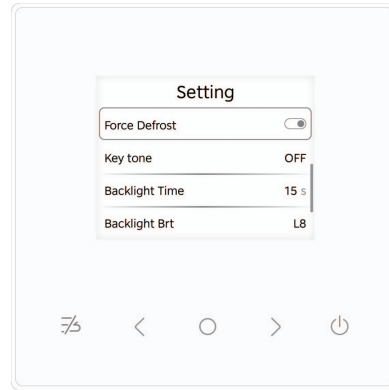 Setting
Force Defrost
Key tone OFF
Backlight Time 15 s
Backlight Brt L8